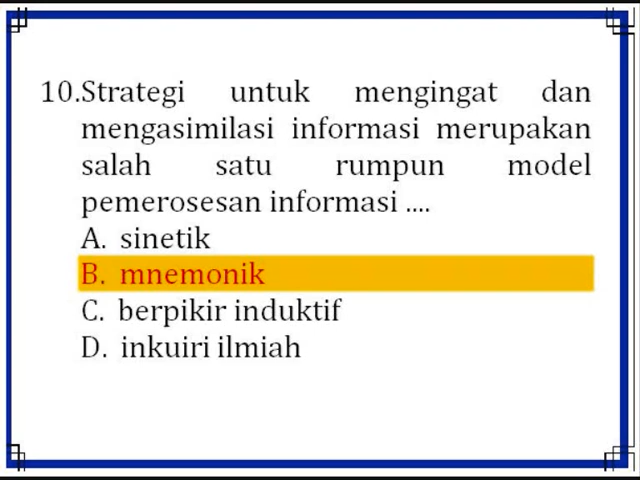 10.Strategi untuk mengingat dan
mengasimilasi informasi merupakan
salah satu rumpun model
pemerosesan informasi ....
A. sinetik
B. mnemonik
C. berpikir induktif
D. inkuiri ilmiah